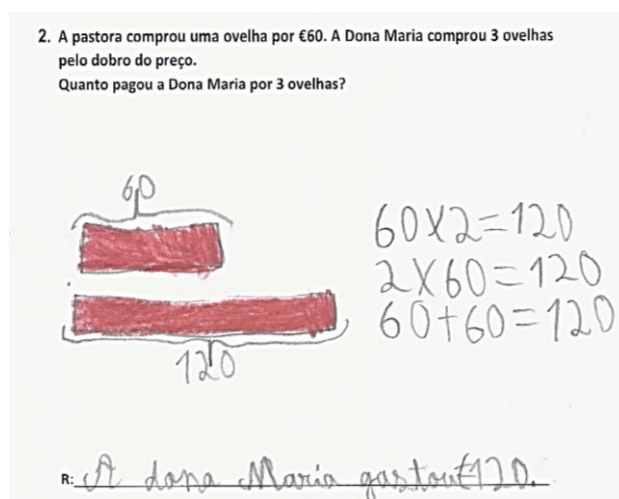 2. A pastora comprou uma ovelha por €60. A Dona Maria comprou 3 ovelhas
pelo dobro do preço.
Quanto pagou a Dona Maria por 3 ovelhas?
60
60x2=120
2x60=120
60+60=120
120
R: A dona Maria gastou €120.